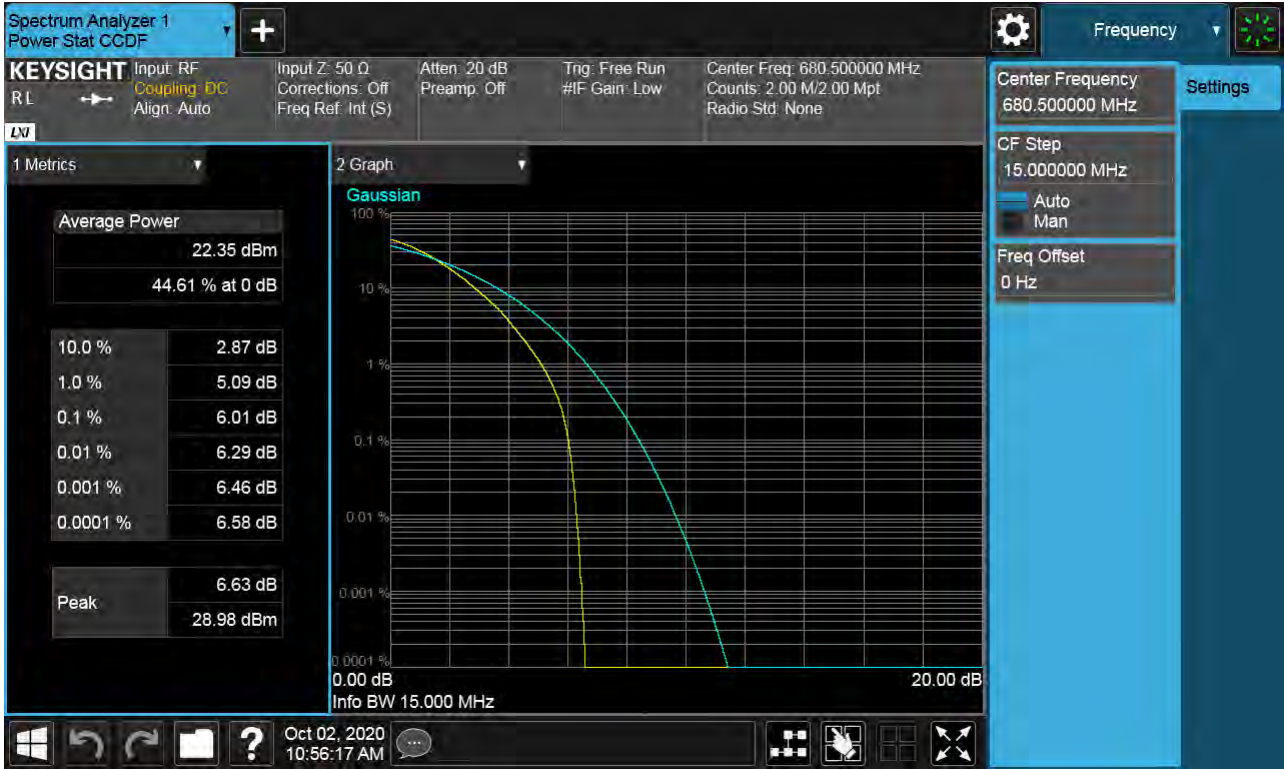 Spectrum Analyzer 1
Power Stat CCDF
Frequency
KEYSIGHT
RL
LXI
Input: RF
Coupling: DC
Align: Auto
Input Z: 50 Ω
Corrections: Off
Freq Ref: Int (S)
Atten: 20 dB
Preamp: Off
Trig: Free Run
#IF Gain: Low
Center Freq: 680.500000 MHz
Counts: 2.00 M/2.00 Mpt
Radio Std: None
Center Frequency
680.500000 MHz
Settings
CF Step
15.000000 MHz
Auto
Man
Freq Offset
0 Hz
1 Metrics
Average Power
22.35 dBm
44.61 % at 0 dB
10.0 % 2.87 dB
1.0 % 5.09 dB
0.1 % 6.01 dB
0.01 % 6.29 dB
0.001 % 6.46 dB
0.0001 % 6.58 dB
Peak 6.63 dB
28.98 dBm
2 Graph
Gaussian
100 %
10 %
1 %
0.1 %
0.01 %
0.001 %
0.0001 %
0.00 dB 20.00 dB
Info BW 15.000 MHz
?
Oct 02, 2020
10:56:17 AM